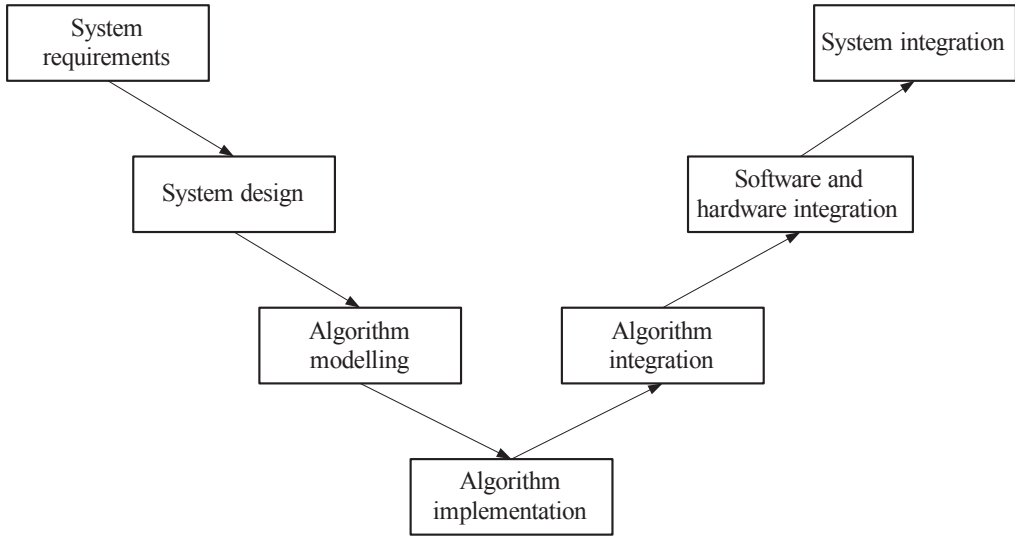 System
requirements
System integration
System design
Software and
hardware integration
Algorithm
modelling
Algorithm
integration
Algorithm
implementation